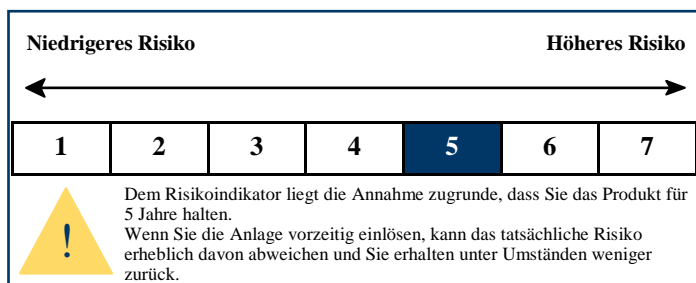 Niedrigeres Risiko Höheres Risiko
1 2 3 4 5 6 7
Dem Risikoindikator liegt die Annahme zugrunde, dass Sie das Produkt für
5 Jahre halten.
Wenn Sie die Anlage vorzeitig einlösen, kann das tatsächliche Risiko
erheblich davon abweichen und Sie erhalten unter Umständen weniger
zurück.
!